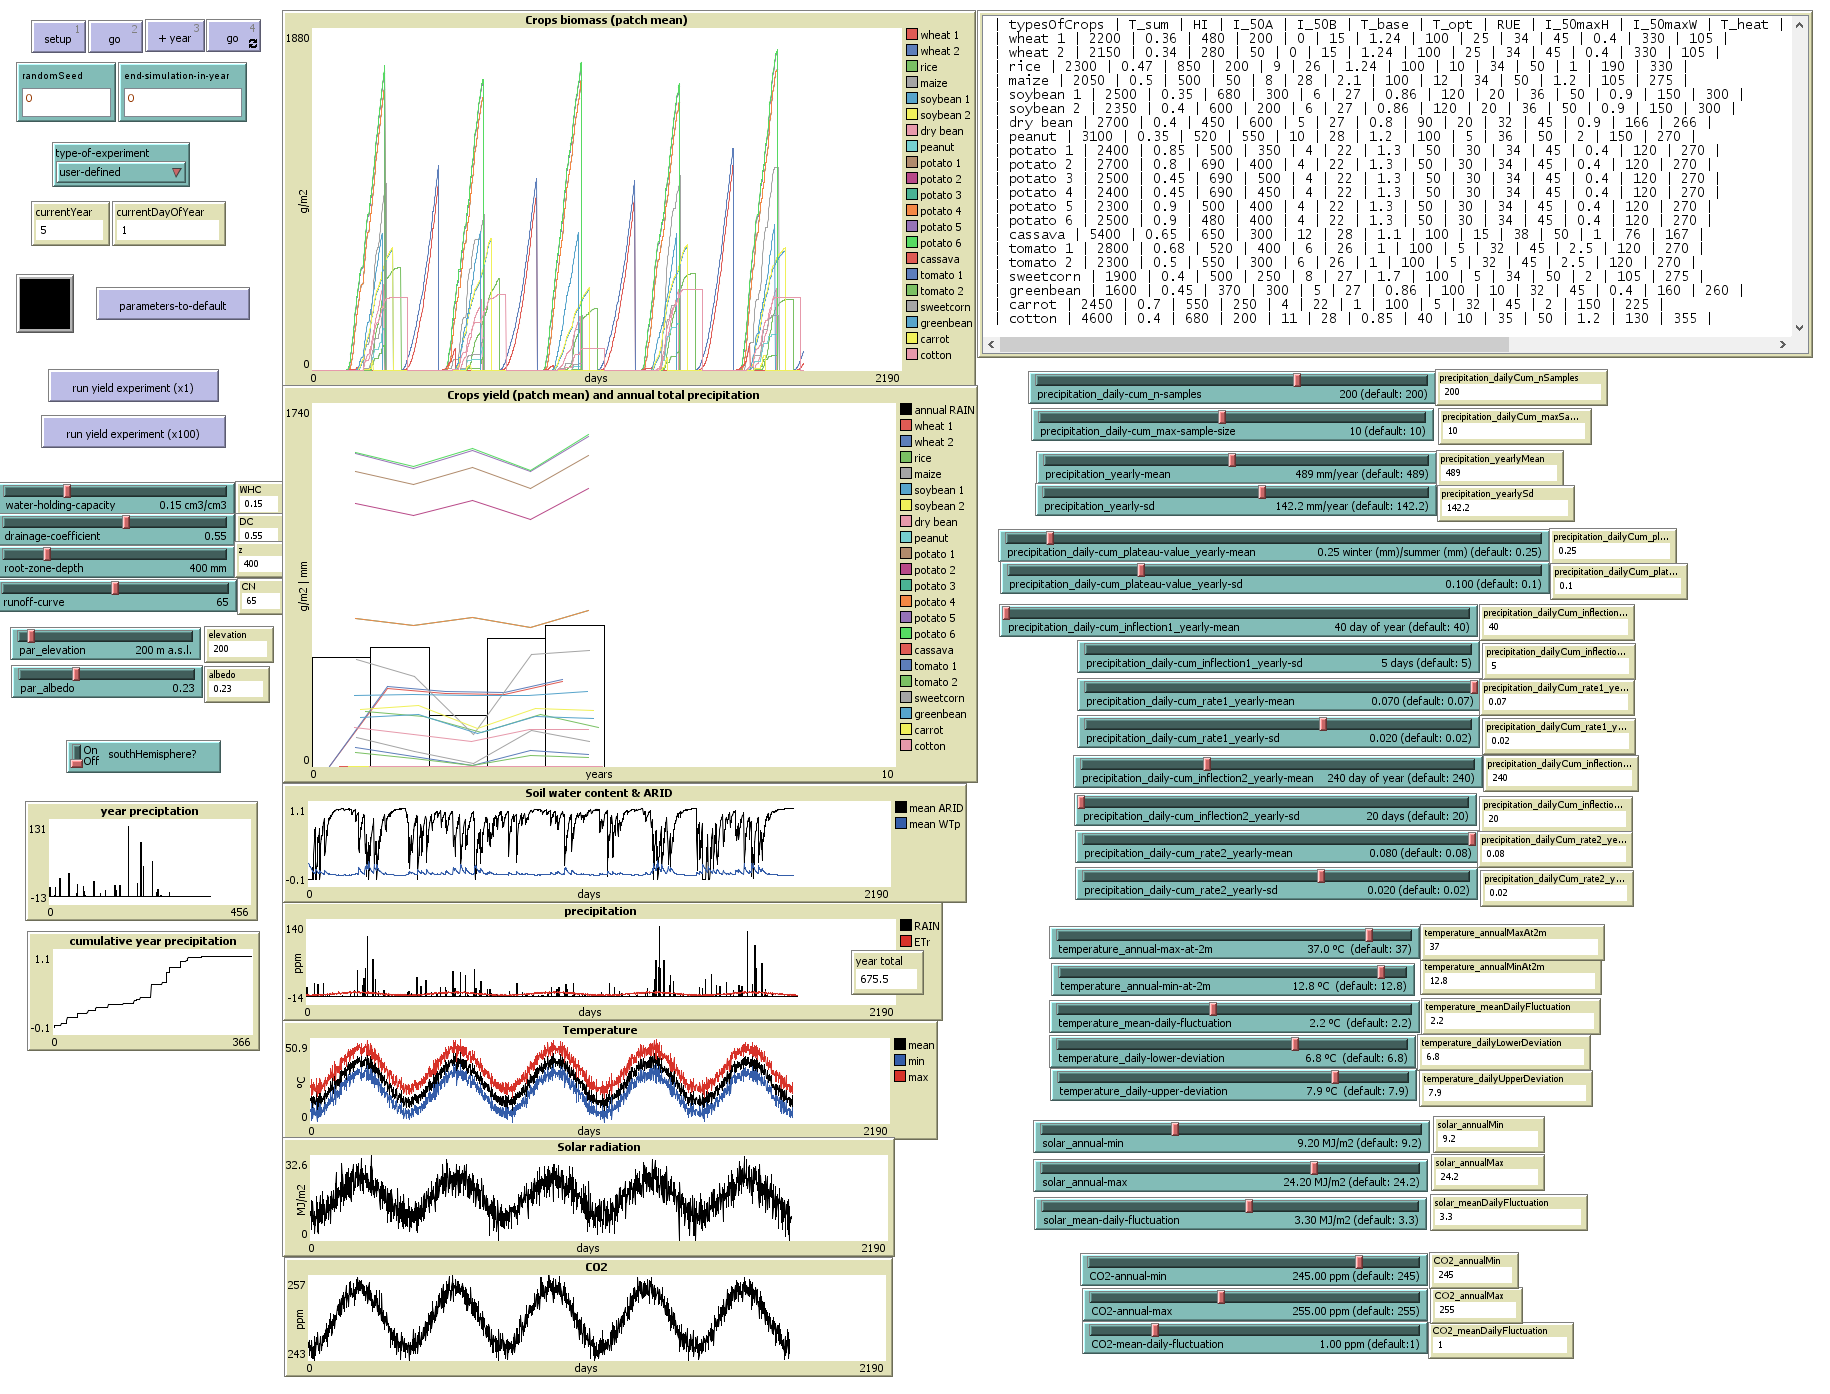 setup 1
go 2
+ year 3
go 4
randomSeed
0
end-simulation-in-year
0
type-of-experiment
user-defined
currentYear
5
currentDayOfYear
1
parameters-to-default
run yield experiment (x1)
run yield experiment (x100)
water-holding-capacity 0.15 cm3/cm3
WHC
0.15
drainage-coefficient 0.55
DC
0.55
root-zone-depth 400 mm
z
400
runoff-curve 65
CN
65
par_elevation 200 m a.s.l.
elevation
200
par_albedo 0.23
albedo
0.23
On
Off
southHemisphere?
year preciptation
131
-13
0 456
cumulative year precipitation
1.1
-0.1
0 366
Crops biomass (patch mean)
1880
g/m2
0
0 days 2190
wheat 1
wheat 2
rice
maize
soybean 1
soybean 2
dry bean
peanut
potato 1
potato 2
potato 3
potato 4
potato 5
potato 6
cassava
tomato 1
tomato 2
sweetcorn
greenbean
carrot
cotton
Crops yield (patch mean) and annual total precipitation
1740
g/m2 | mm
0
0 years 10
annual RAIN
wheat 1
wheat 2
rice
maize
soybean 1
soybean 2
dry bean
peanut
potato 1
potato 2
potato 3
potato 4
potato 5
potato 6
cassava
tomato 1
tomato 2
sweetcorn
greenbean
carrot
cotton
Soil water content & ARID
1.1
-0.1
0 days 2190
mean ARID
mean WTp
precipitation
140
ppm
-14
0 days 2190
RAIN
ETr
year total
675.5
Temperature
50.9
ºC
0
0 days 2190
mean
min
max
Solar radiation
32.6
MJ/m2
0
0 days 2190
CO2
257
ppm
243
0 days 2190
| typesOfCrops | T_sum | HI | I_50A | I_50B | T_base | T_opt | RUE | I_50maxH | I_50maxW | T_heat |
| wheat 1 | 2200 | 0.36 | 480 | 200 | 0 | 15 | 1.24 | 100 | 25 | 34 | 45 | 0.4 | 330 | 105 |
| wheat 2 | 2150 | 0.34 | 280 | 50 | 0 | 15 | 1.24 | 100 | 25 | 34 | 45 | 0.4 | 330 | 105 |
| rice | 2300 | 0.47 | 850 | 200 | 9 | 26 | 1.24 | 100 | 10 | 34 | 50 | 1 | 190 | 330 |
| maize | 2050 | 0.5 | 500 | 50 | 8 | 28 | 2.1 | 100 | 12 | 34 | 50 | 1.2 | 105 | 275 |
| soybean 1 | 2500 | 0.35 | 680 | 300 | 6 | 27 | 0.86 | 120 | 20 | 36 | 50 | 0.9 | 150 | 300 |
| soybean 2 | 2350 | 0.4 | 600 | 200 | 6 | 27 | 0.86 | 120 | 20 | 36 | 50 | 0.9 | 150 | 300 |
| dry bean | 2700 | 0.4 | 450 | 600 | 5 | 27 | 0.8 | 90 | 20 | 32 | 45 | 0.9 | 166 | 266 |
| peanut | 3100 | 0.35 | 520 | 550 | 10 | 28 | 1.2 | 100 | 5 | 36 | 50 | 2 | 150 | 270 |
| potato 1 | 2400 | 0.85 | 500 | 350 | 4 | 22 | 1.3 | 50 | 30 | 34 | 45 | 0.4 | 120 | 270 |
| potato 2 | 2700 | 0.8 | 690 | 400 | 4 | 22 | 1.3 | 50 | 30 | 34 | 45 | 0.4 | 120 | 270 |
| potato 3 | 2500 | 0.45 | 690 | 500 | 4 | 22 | 1.3 | 50 | 30 | 34 | 45 | 0.4 | 120 | 270 |
| potato 4 | 2400 | 0.42 | 690 | 450 | 4 | 22 | 1.3 | 50 | 30 | 34 | 45 | 0.4 | 120 | 270 |
| potato 5 | 2300 | 0.9 | 500 | 400 | 4 | 22 | 1.3 | 50 | 30 | 34 | 45 | 0.4 | 120 | 270 |
| potato 6 | 2500 | 0.9 | 480 | 400 | 4 | 22 | 1.3 | 50 | 30 | 34 | 45 | 0.4 | 120 | 270 |
| cassava | 5400 | 0.65 | 650 | 300 | 12 | 28 | 1.1 | 100 | 15 | 38 | 50 | 1 | 76 | 167 |
| tomato 1 | 2800 | 0.68 | 520 | 400 | 6 | 26 | 1 | 100 | 5 | 32 | 45 | 2.5 | 120 | 270 |
| tomato 2 | 2300 | 0.5 | 550 | 300 | 6 | 26 | 1 | 100 | 5 | 32 | 45 | 2.5 | 120 | 270 |
| sweetcorn | 1900 | 0.4 | 500 | 250 | 8 | 27 | 1.7 | 100 | 5 | 34 | 50 | 2 | 105 | 275 |
| greenbean | 1600 | 0.45 | 370 | 300 | 5 | 27 | 0.86 | 100 | 10 | 32 | 45 | 0.4 | 160 | 260 |
| carrot | 2450 | 0.7 | 550 | 250 | 4 | 22 | 1 | 100 | 5 | 32 | 45 | 2 | 150 | 225 |
| cotton | 4600 | 0.4 | 680 | 200 | 11 | 28 | 0.85 | 40 | 10 | 35 | 50 | 1.2 | 130 | 355 |
precipitation_daily-cum_n-samples 200 (default: 200)
precipitation_dailyCum_nSamples
200
precipitation_daily-cum_max-sample-size 10 (default: 10)
precipitation_dailyCum_maxSa...
10
precipitation_yearly-mean 489 mm/year (default: 489)
precipitation_yearlyMean
489
precipitation_yearly-sd 142.2 mm/year (default: 142.2)
precipitation_yearlySd
142.2
precipitation_daily-cum_plateau-value_yearly-mean 0.25 winter (mm)/summer (mm) (default: 0.25)
precipitation_dailyCum_pl...
0.25
precipitation_daily-cum_plateau-value_yearly-sd 0.100 (default: 0.1)
precipitation_dailyCum_plat...
0.1
precipitation_daily-cum_inflection1_yearly-mean 40 day of year (default: 40)
precipitation_dailyCum_inflection...
40
precipitation_daily-cum_inflection1_yearly-sd 5 days (default: 5)
precipitation_dailyCum_inflectio...
5
precipitation_daily-cum_rate1_yearly-mean 0.070 (default: 0.07)
precipitation_dailyCum_rate1_ye...
0.07
precipitation_daily-cum_rate1_yearly-sd 0.020 (default: 0.02)
precipitation_dailyCum_rate1_y...
0.02
precipitation_daily-cum_inflection2_yearly-mean 240 day of year (default: 240)
precipitation_dailyCum_inflection...
240
precipitation_daily-cum_inflection2_yearly-sd 20 days (default: 20)
precipitation_dailyCum_inflectio...
20
precipitation_daily-cum_rate2_yearly-mean 0.080 (default: 0.08)
precipitation_dailyCum_rate2_ye...
0.08
precipitation_daily-cum_rate2_yearly-sd 0.020 (default: 0.02)
precipitation_dailyCum_rate2_y...
0.02
temperature_annual-max-at-2m 37.0 ºC (default: 37)
temperature_annualMaxAt2m
37
temperature_annual-min-at-2m 12.8 ºC (default: 12.8)
temperature_annualMinAt2m
12.8
temperature_mean-daily-fluctuation 2.2 ºC (default: 2.2)
temperature_meanDailyFluctuation
2.2
temperature_daily-lower-deviation 6.8 ºC (default: 6.8)
temperature_dailyLowerDeviation
6.8
temperature_daily-upper-deviation 7.9 ºC (default: 7.9)
temperature_dailyUpperDeviation
7.9
solar_annual-min 9.20 MJ/m2 (default: 9.2)
solar_annualMin
9.2
solar_annual-max 24.20 MJ/m2 (default: 24.2)
solar_annualMax
24.2
solar_mean-daily-fluctuation 3.30 MJ/m2 (default: 3.3)
solar_meanDailyFluctuation
3.3
CO2-annual-min 245.00 ppm (default: 245)
CO2_annualMin
245
CO2-annual-max 255.00 ppm (default: 255)
CO2_annualMax
255
CO2-mean-daily-fluctuation 1.00 ppm (default:1)
CO2_meanDailyFluctuation
1